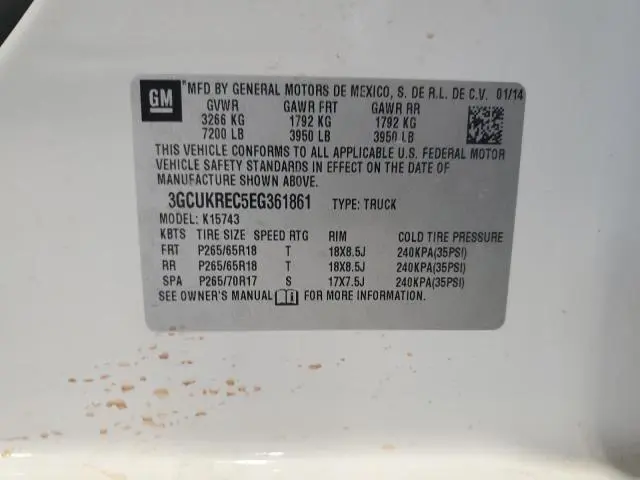 GM
*MFD BY GENERAL MOTORS DE MEXICO, S. DE R.L. DE C.V. 01/14
GVWR GAWR FRT GAWR RR
3266 KG 1792 KG 1792 KG
7200 LB 3950 LB 3950 LB
THIS VEHICLE CONFORMS TO ALL APPLICABLE U.S. FEDERAL MOTOR
VEHICLE SAFETY STANDARDS IN EFFECT ON THE DATE OF
MANUFACTURE SHOWN ABOVE.
3GCUKREC5EG361861 TYPE: TRUCK
MODEL: K15743
KBTS TIRE SIZE SPEED RTG RIM COLD TIRE PRESSURE
FRT P265/65R18 T 18X8.5J 240KPA(35PSI)
RR P265/65R18 T 18X8.5J 240KPA(35PSI)
SPA P265/70R17 S 17X7.5J 240KPA(35PSI)
SEE OWNER'S MANUAL FOR MORE INFORMATION.